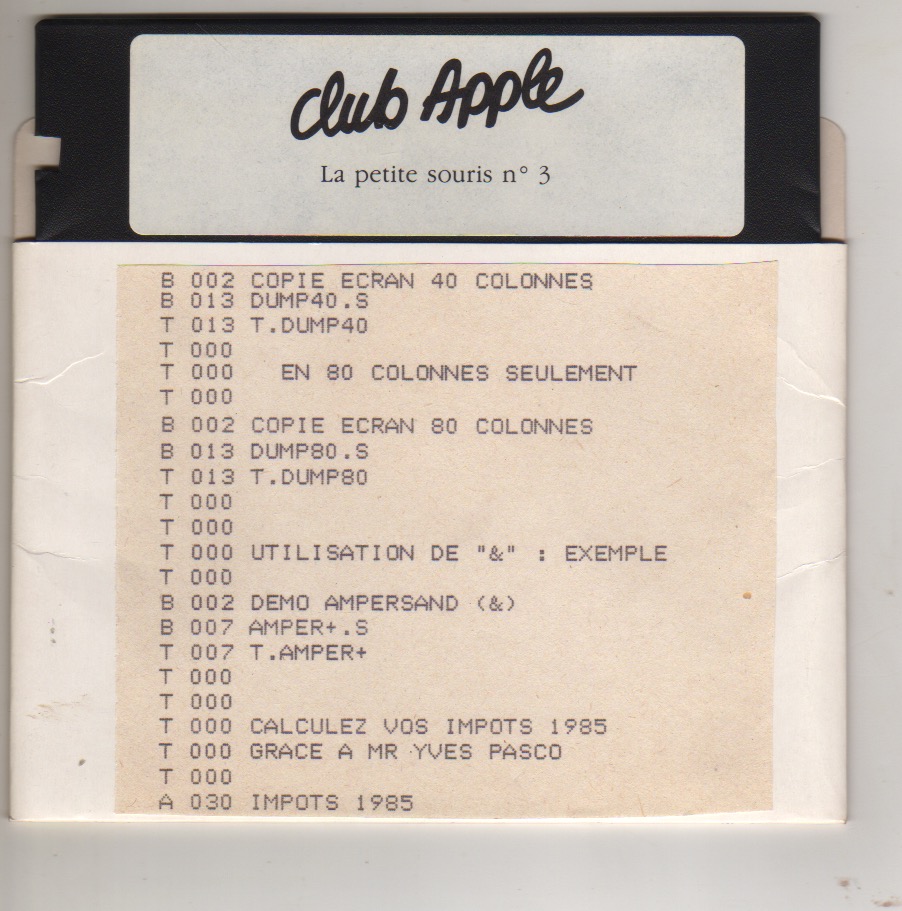 club Apple
La petite souris n° 3
B 002 COPIE ECRAN 40 COLONNES
B 013 DUMP40.S
T 013 T.DUMP40
T 000
T 000 EN 80 COLONNES SEULEMENT
T 000
B 002 COPIE ECRAN 80 COLONNES
B 013 DUMP80.S
T 013 T.DUMP80
T 000
T 000
T 000 UTILISATION DE "&" : EXEMPLE
T 000
B 002 DEMO AMPERSAND (&)
B 007 AMPER+.S
T 007 T.AMPER+
T 000
T 000
T 000 CALCULEZ VOS IMPOTS 1985
T 000 GRACE A MR YVES PASCO
T 000
A 030 IMPOTS 1985